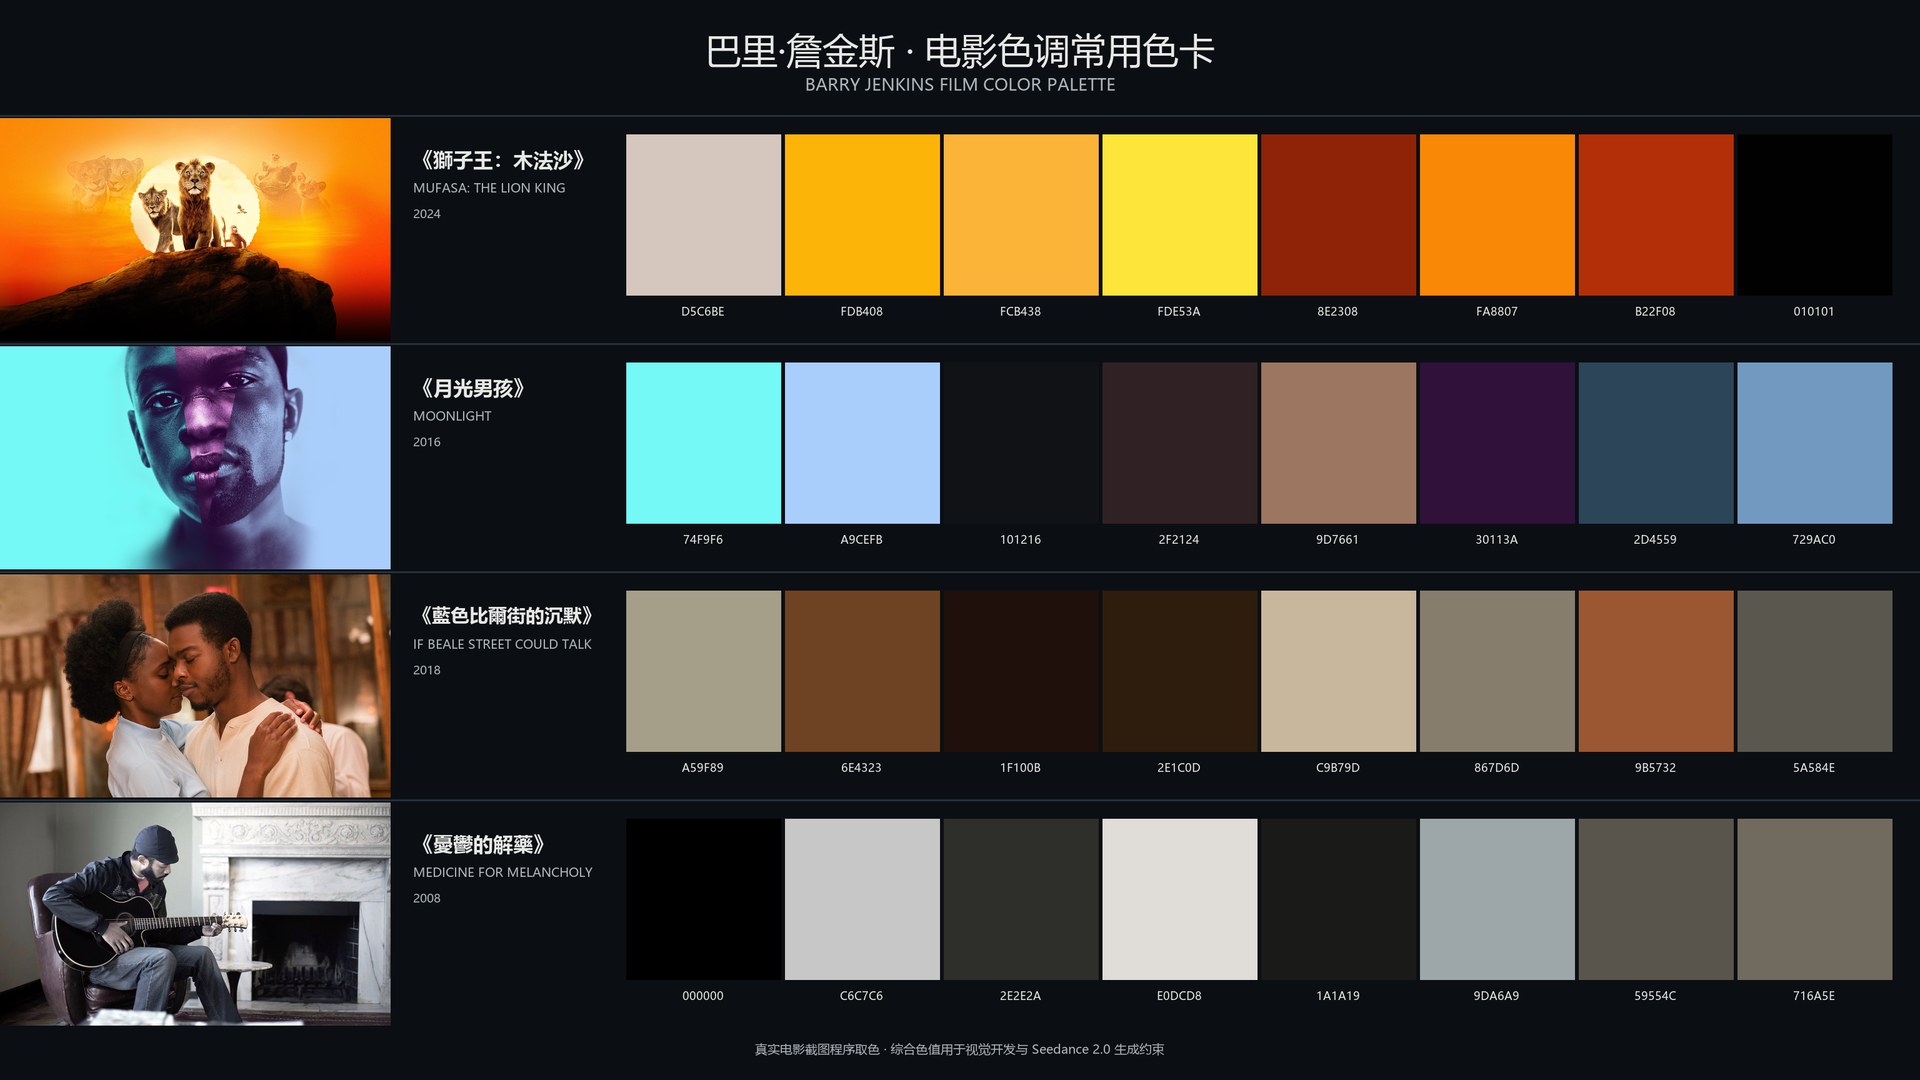 巴里·詹金斯 · 电影色调常用色卡
BARRY JENKINS FILM COLOR PALETTE
《獅子王：木法沙》
MUFASA: THE LION KING
2024
D5C6BE FDB408 FCB438 FDE53A 8E2308 FA8807 B22F08 010101
《月光男孩》
MOONLIGHT
2016
74F9F6 A9CEFB 101216 2F2124 9D7661 30113A 2D4559 729AC0
《藍色比爾街的沉默》
IF BEALE STREET COULD TALK
2018
A59F89 6E4323 1F100B 2E1C0D C9B79D 867D6D 9B5732 5A584E
《憂鬱的解藥》
MEDICINE FOR MELANCHOLY
2008
000000 C6C7C6 2E2E2A E0DCD8 1A1A19 9DA6A9 59554C 716A5E
真实电影截图程序取色 · 综合色值用于视觉开发与 Seedance 2.0 生成约束